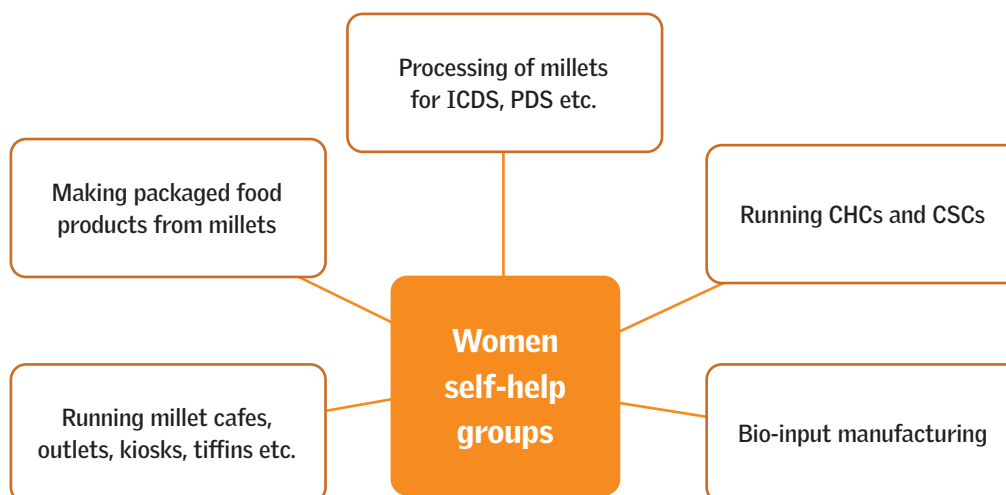 Processing of millets
for ICDS, PDS etc.
Making packaged food
products from millets
Running CHCs and CSCs
Women
self-help
groups
Running millet cafes,
outlets, kiosks, tiffins etc.
Bio-input manufacturing